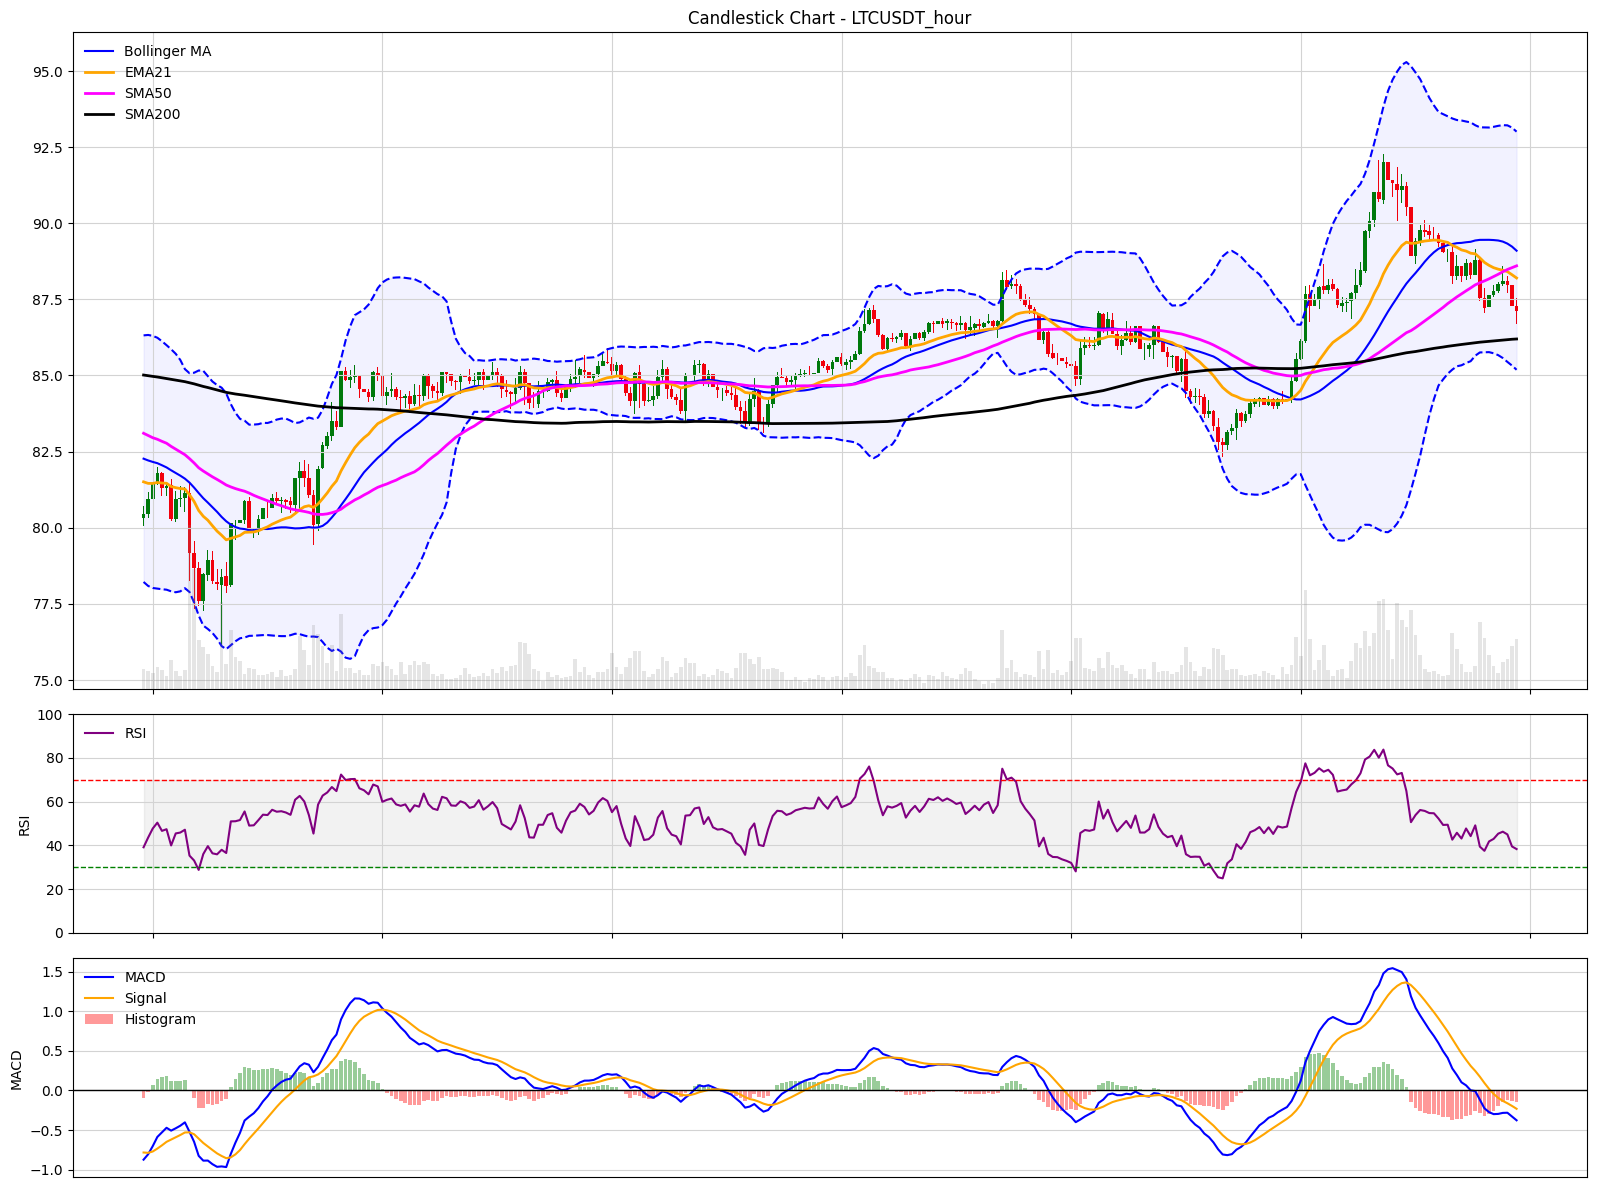 Candlestick Chart - LTCUSDT_hour
Bollinger MA
EMA21
SMA50
SMA200
95.0
92.5
90.0
87.5
85.0
82.5
80.0
77.5
75.0
RSI
100
80
60
40
20
0
RSI
MACD
Signal
Histogram
1.5
1.0
0.5
0.0
−0.5
−1.0
MACD